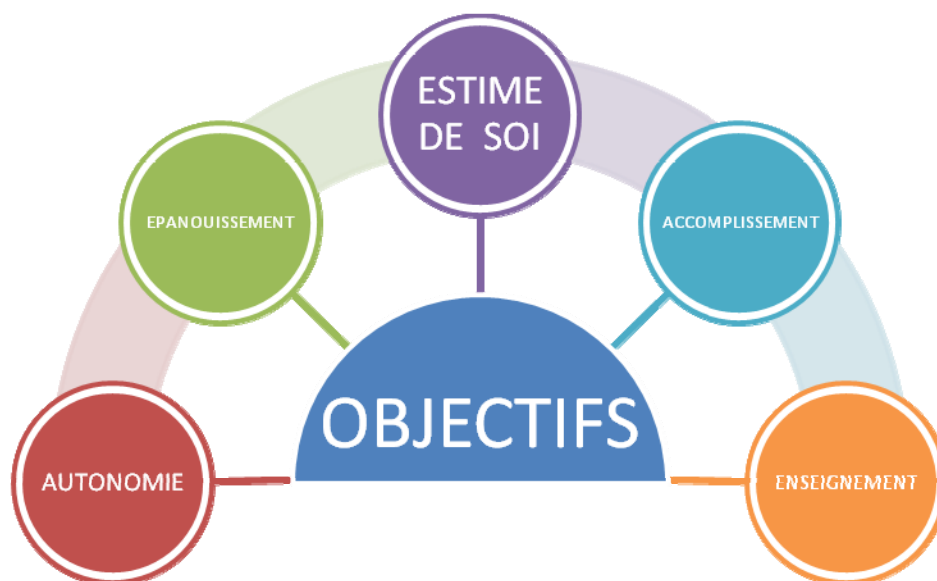 ESTIME
DE SOI
EPANOUISSEMENT
ACCOMPLISSEMENT
OBJECTIFS
AUTONOMIE
ENSEIGNEMENT